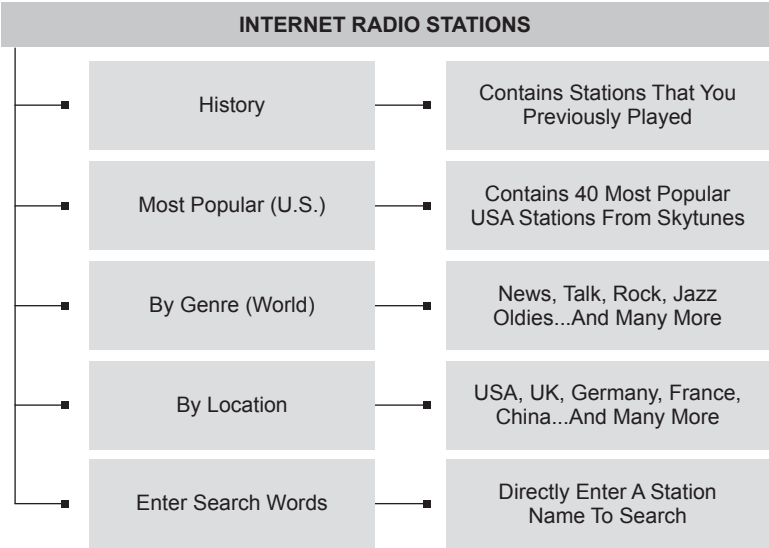 INTERNET RADIO STATIONS
History
Contains Stations That You
Previously Played
Most Popular (U.S.)
Contains 40 Most Popular
USA Stations From Skytunes
By Genre (World)
News, Talk, Rock, Jazz
Oldies...And Many More
By Location
USA, UK, Germany, France,
China...And Many More
Enter Search Words
Directly Enter A Station
Name To Search